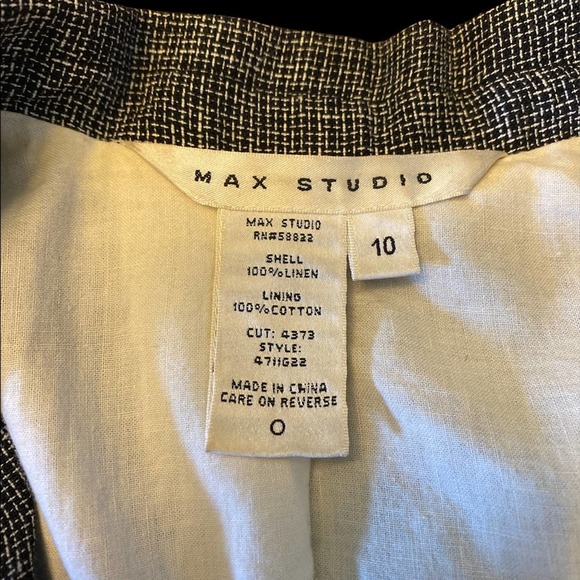 MAX STUDIO
MAX STUDIO
RN#58822
10
SHELL
100%LINEN
LINING
100%COTTON
CUT: 4373
STYLE:
4711G22
MADE IN CHINA
CARE ON REVERSE
O